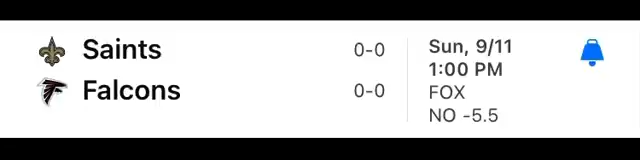 Saints 0-0
Falcons 0-0
Sun, 9/11
1:00 PM
FOX
NO -5.5